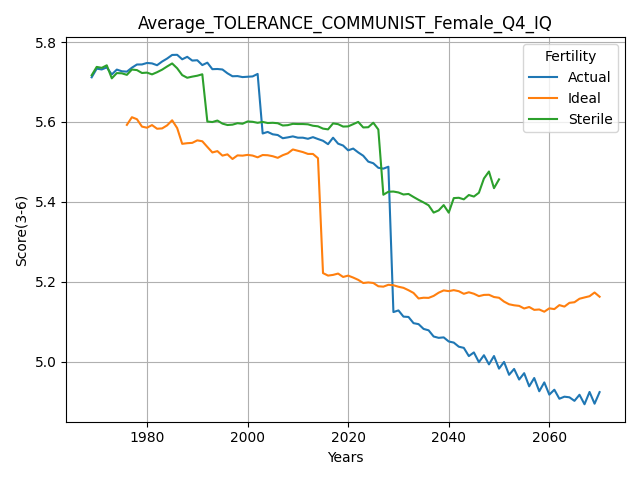 Average_TOLERANCE_COMMUNIST_Female_Q4_IQ
Fertility
Actual
Ideal
Sterile
Score(3-6)
5.8
5.6
5.4
5.2
5.0
1980
2000
2020
2040
2060
Years